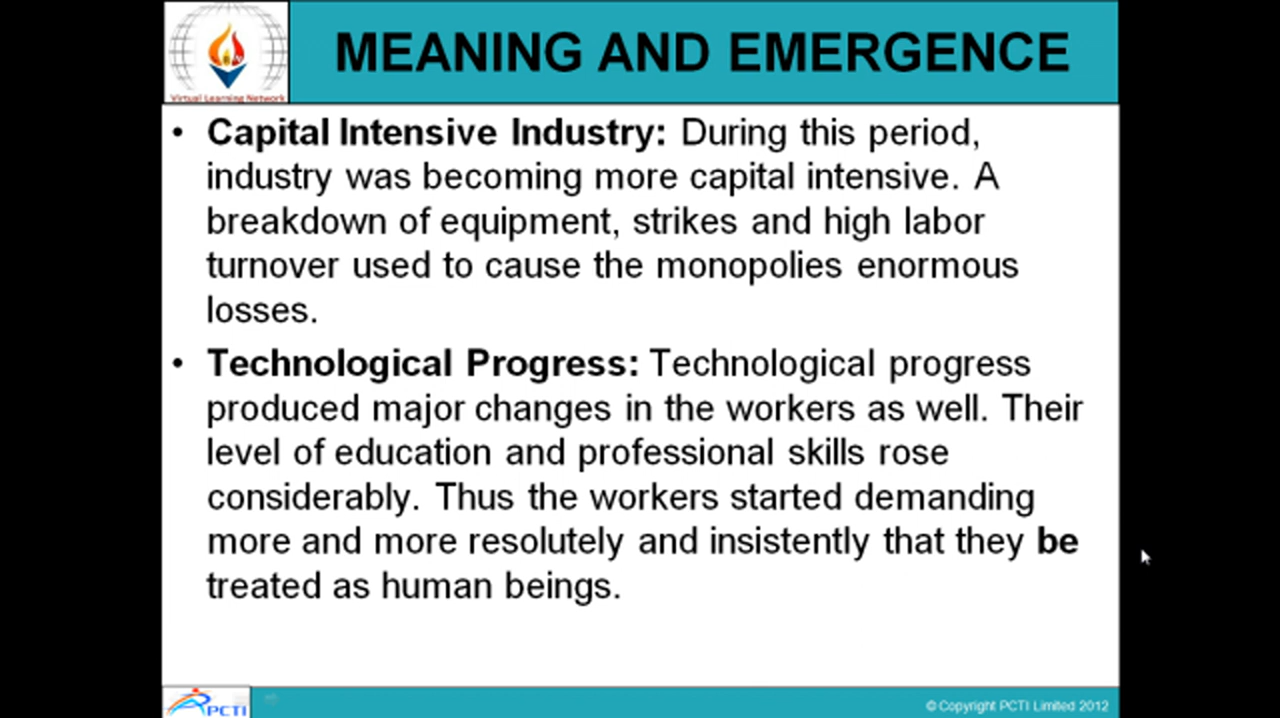 MEANING AND EMERGENCE
Virtual Learning Network
• Capital Intensive Industry: During this period,
industry was becoming more capital intensive. A
breakdown of equipment, strikes and high labor
turnover used to cause the monopolies enormous
losses.
• Technological Progress: Technological progress
produced major changes in the workers as well. Their
level of education and professional skills rose
considerably. Thus the workers started demanding
more and more resolutely and insistently that they be
treated as human beings.
PCTI
© Copyright PCTI Limited 2012